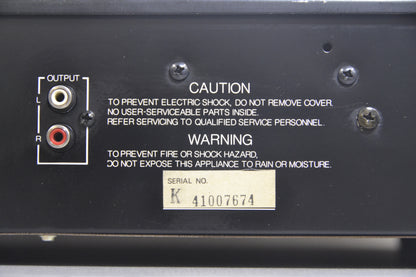 OUTPUT
L
R
CAUTION
TO PREVENT ELECTRIC SHOCK, DO NOT REMOVE COVER.
NO USER-SERVICEABLE PARTS INSIDE.
REFER SERVICING TO QUALIFIED SERVICE PERSONNEL.
WARNING
TO PREVENT FIRE OR SHOCK HAZARD,
DO NOT EXPOSE THIS APPLIANCE TO RAIN OR MOISTURE.
SERIAL NO.
K 41007674